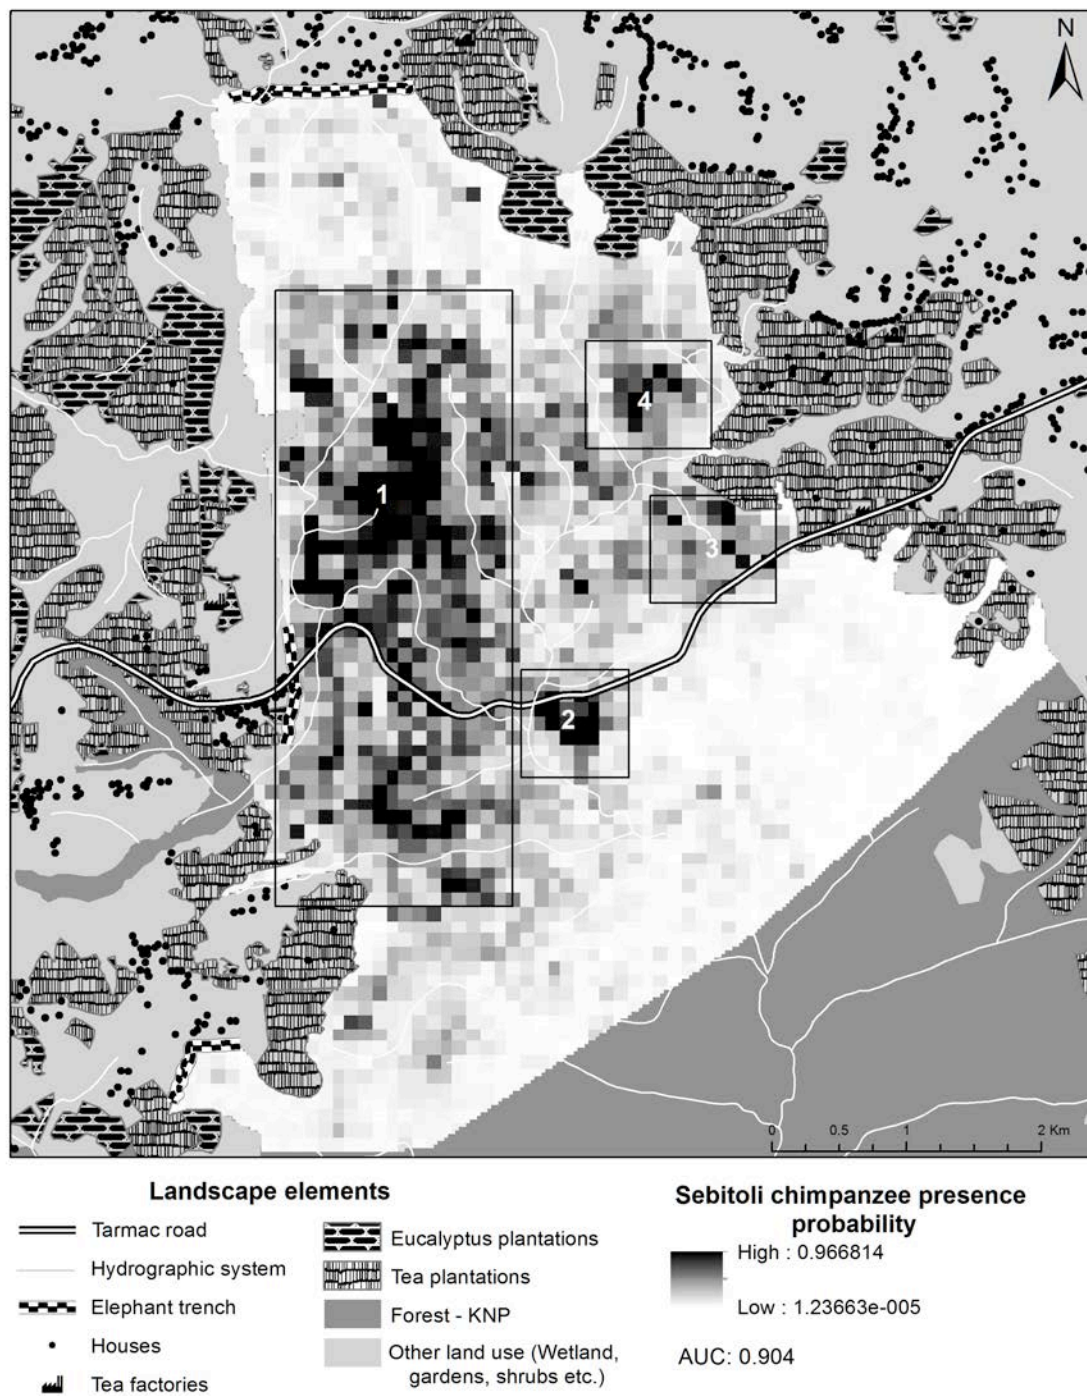 N
4
1
3
2
0 0.5 1 2 Km
Landscape elements
Tarmac road
Hydrographic system
Elephant trench
Houses
Tea factories
Eucalyptus plantations
Tea plantations
Forest - KNP
Other land use (Wetland,
gardens, shrubs etc.)
Sebitoli chimpanzee presence
probability
High : 0.966814
Low : 1.23663e-005
AUC: 0.904